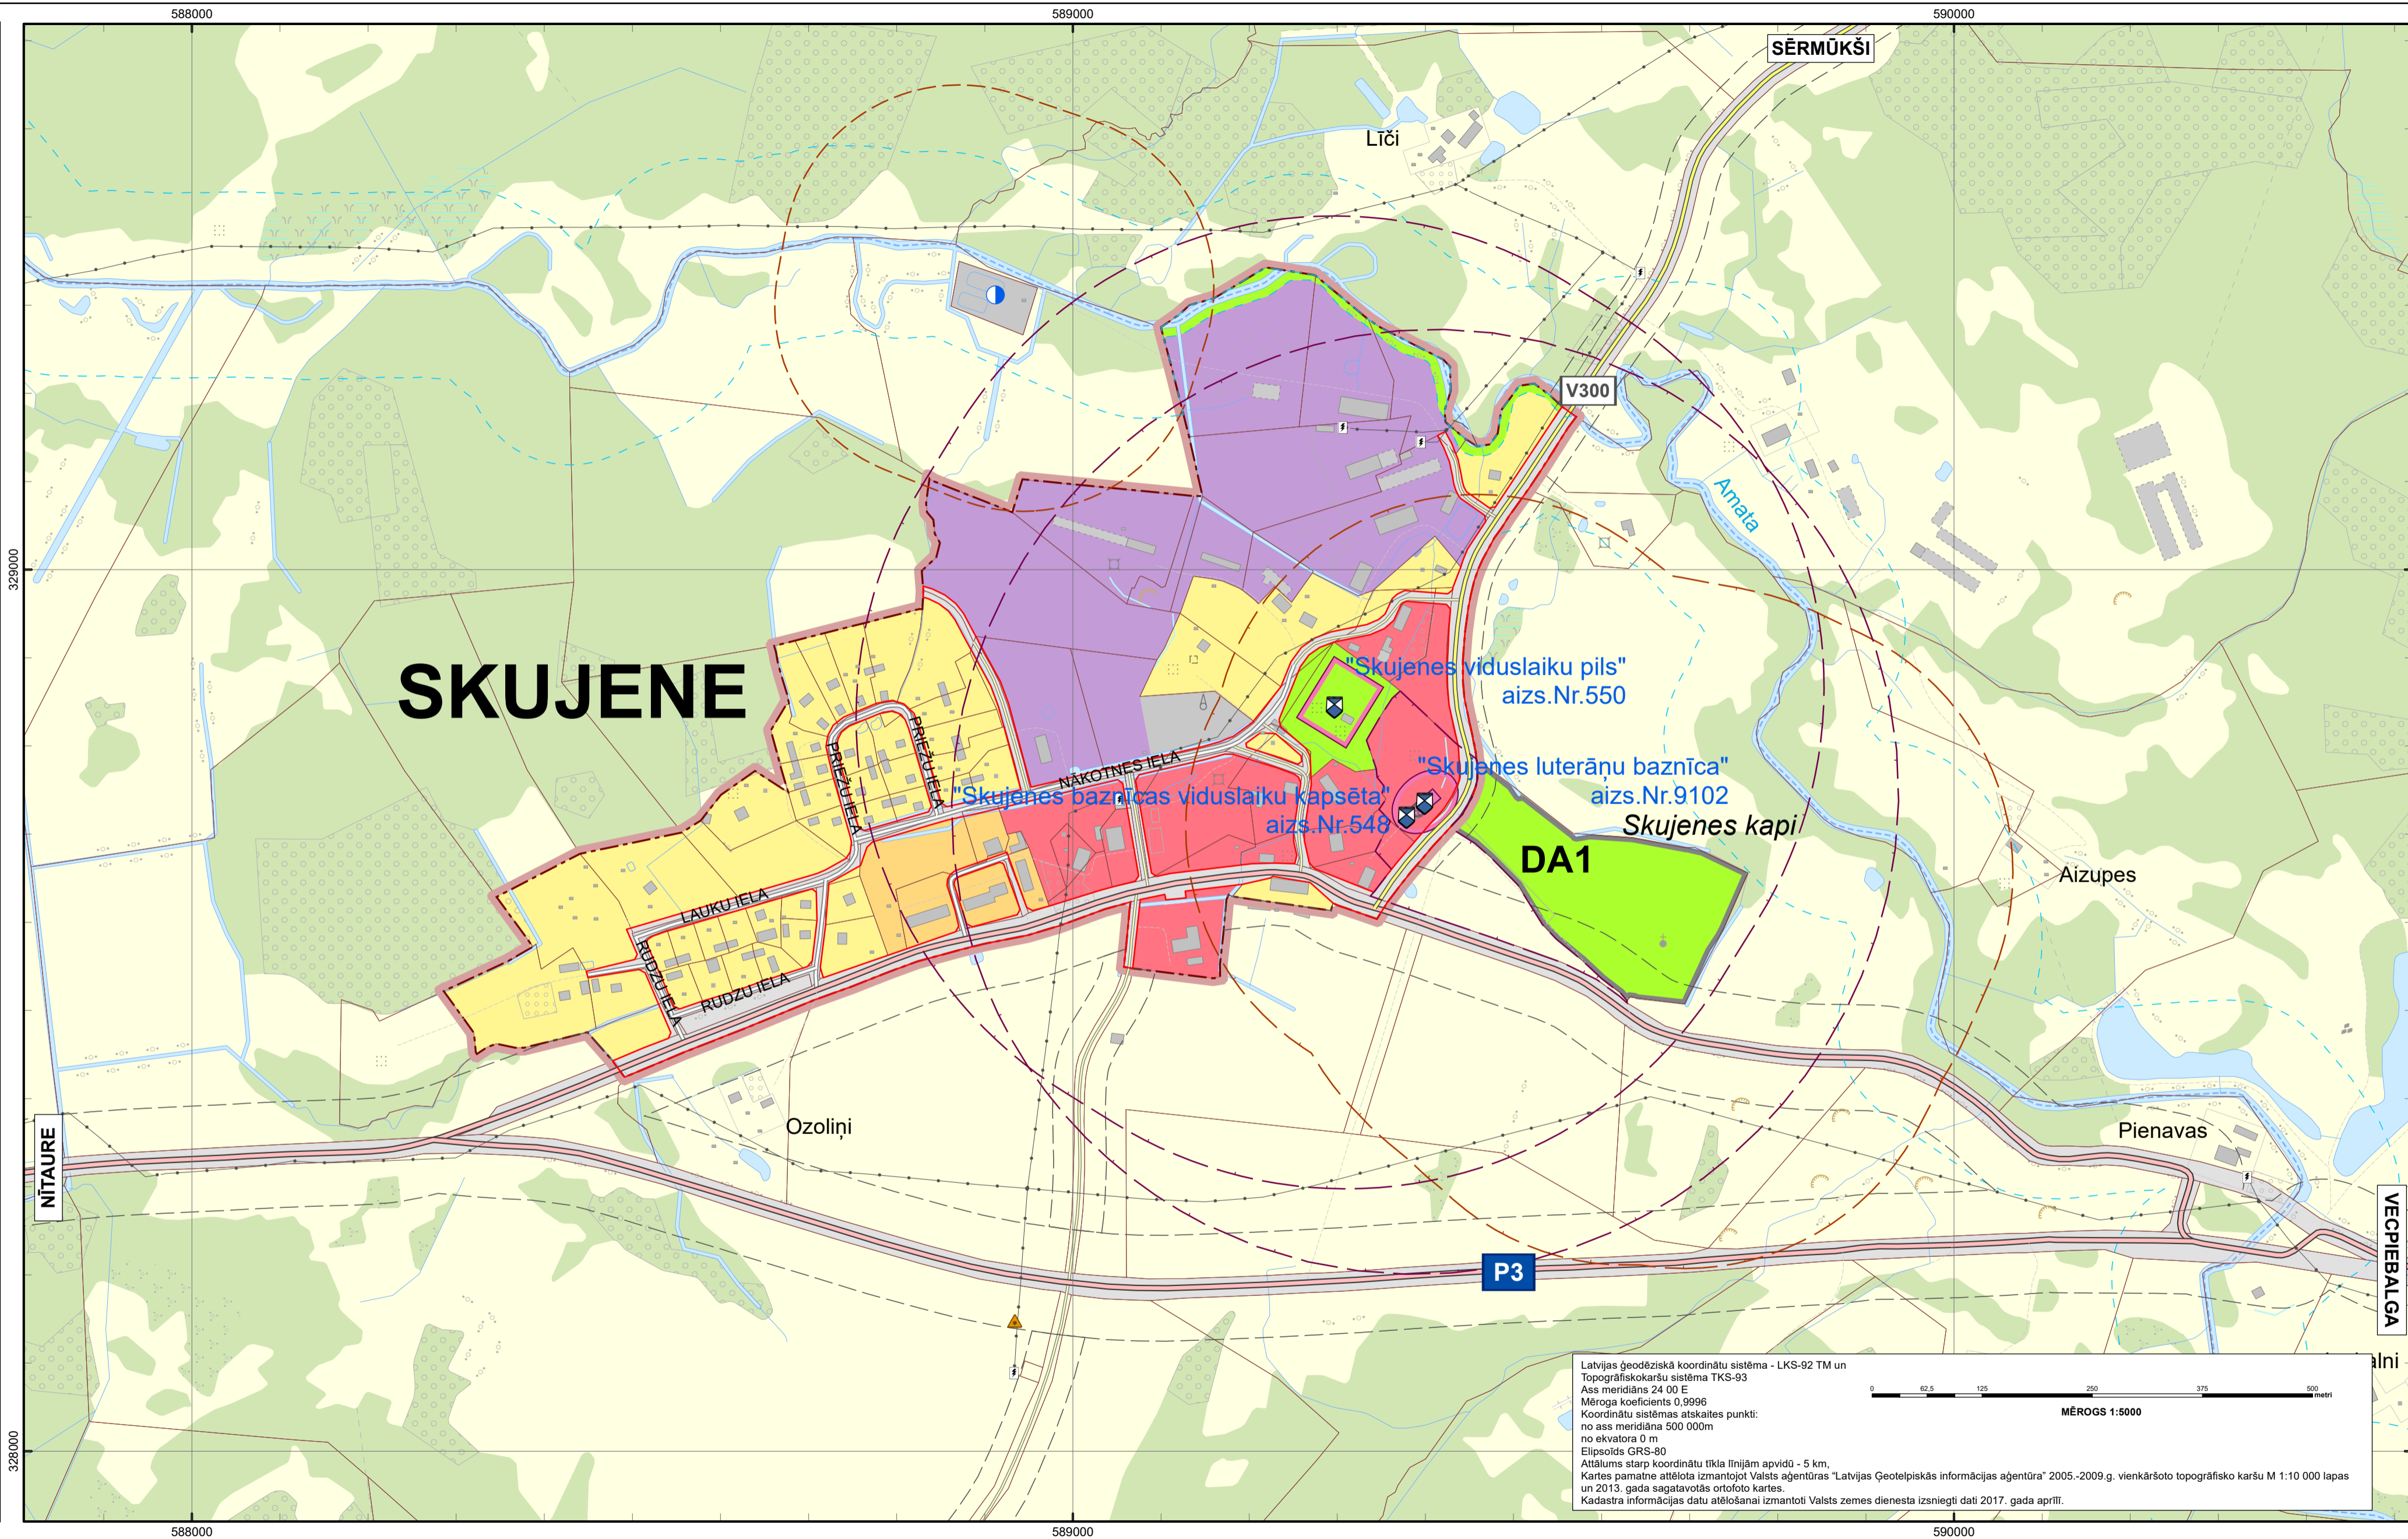 588000
589000
590000
SĒRMŪKŠI
Līči
V300
Amata
329000
SKUJENE
"Skujenes viduslaiku pils"
aizs.Nr.550
PRIEŽU IELA
PRIEŽU IELA
NĀKOTNES IELA
"Skujenes luterāņu baznīca"
aizs.Nr.9102
"Skujenes baznīcas viduslaiku kapsēta"
aizs.Nr.548
Skujenes kapi
DA1
Aizupes
LAUKU IELA
RUDZU IELA
RUDZU IELA
Ozoliņi
Pienavas
NĪTAURE
VECPIEBALGA
P3
alni
Latvijas ģeodēziskā koordinātu sistēma - LKS-92 TM un
Topogrāfiskokaršu sistēma TKS-93
Ass meridiāns 24 00 E
Mēroga koeficients 0,9996
Koordinātu sistēmas atskaites punkti:
no ass meridiāna 500 000m
no ekvatora 0 m
Elipsoīds GRS-80
Attālums starp koordinātu tīkla līnijām apvidū - 5 km,
Kartes pamatne attēlota izmantojot Valsts aģentūras "Latvijas Ģeotelpiskās informācijas aģentūra" 2005.-2009.g. vienkāršoto topogrāfisko karšu M 1:10 000 lapas
un 2013. gada sagatavotās ortofoto kartes.
Kadastra informācijas datu atēlošanai izmantoti Valsts zemes dienesta izsniegti dati 2017. gada aprīlī.
0 62,5 125 250 375 500
metri
MĒROGS 1:5000
328000
588000
589000
590000